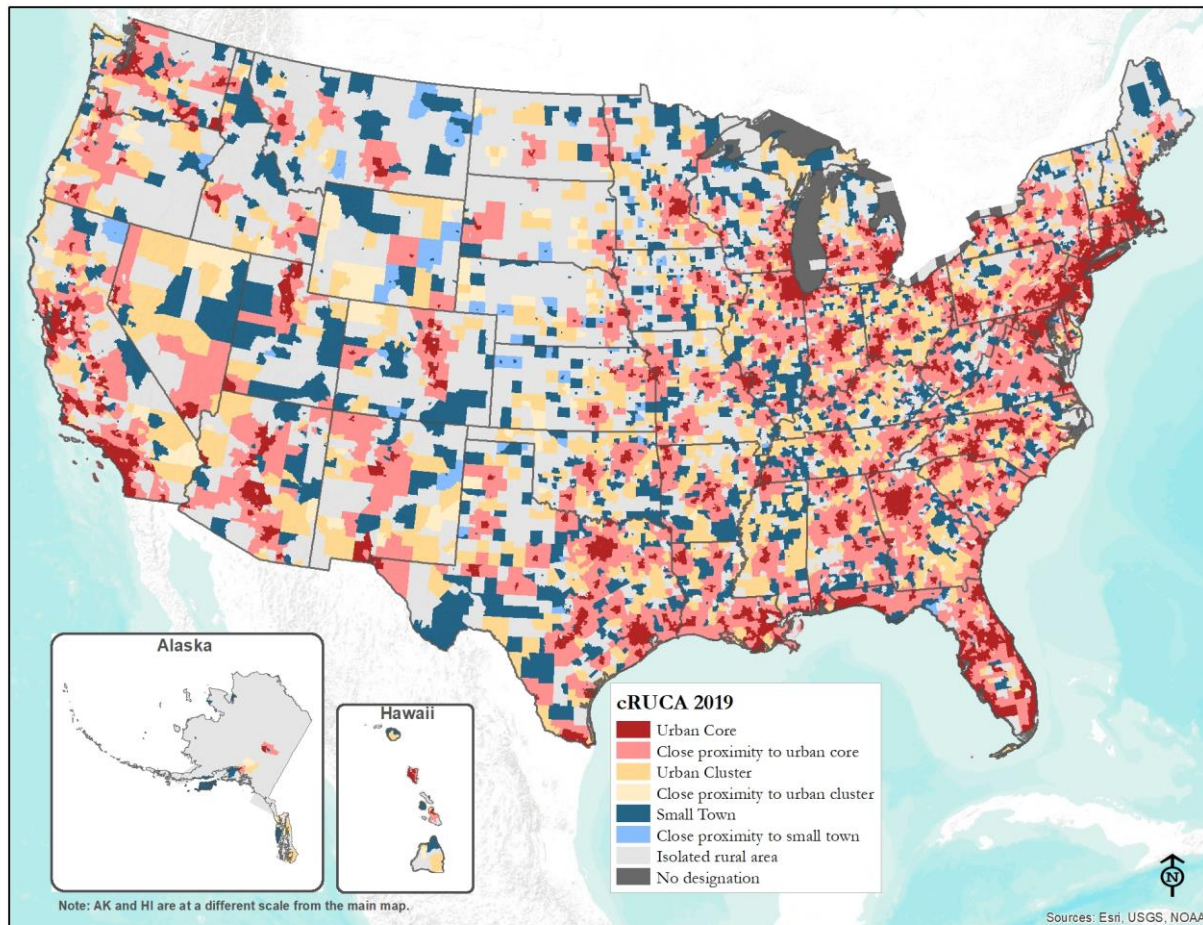 Alaska
Hawaii
cRUCA 2019
Urban Core
Close proximity to urban core
Urban Cluster
Close proximity to urban cluster
Small Town
Close proximity to small town
Isolated rural area
No designation
N
Note: AK and HI are at a different scale from the main map.
Sources: Esri, USGS, NOAA